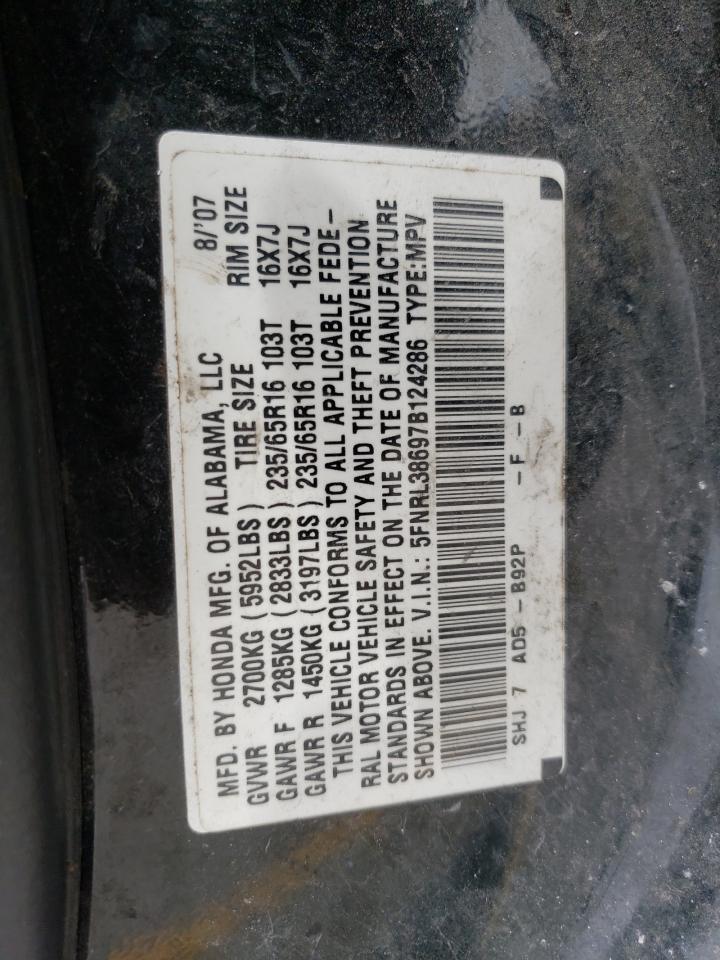 MFD. BY HONDA MFG. OF ALABAMA, LLC 8/'07
GVWR 2700KG (5952LBS) TIRE SIZE RIM SIZE
GAWR F 1285KG (2833LBS) 235/65R16 103T 16X7J
GAWR R 1450KG (3197LBS) 235/65R16 103T 16X7J
THIS VEHICLE CONFORMS TO ALL APPLICABLE FEDE-
RAL MOTOR VEHICLE SAFETY AND THEFT PREVENTION
STANDARDS IN EFFECT ON THE DATE OF MANUFACTURE
SHOWN ABOVE. V.I.N.: 5FNRL38697B124286 TYPE:MPV
SHJ 7 AD5 -B92P -F -B